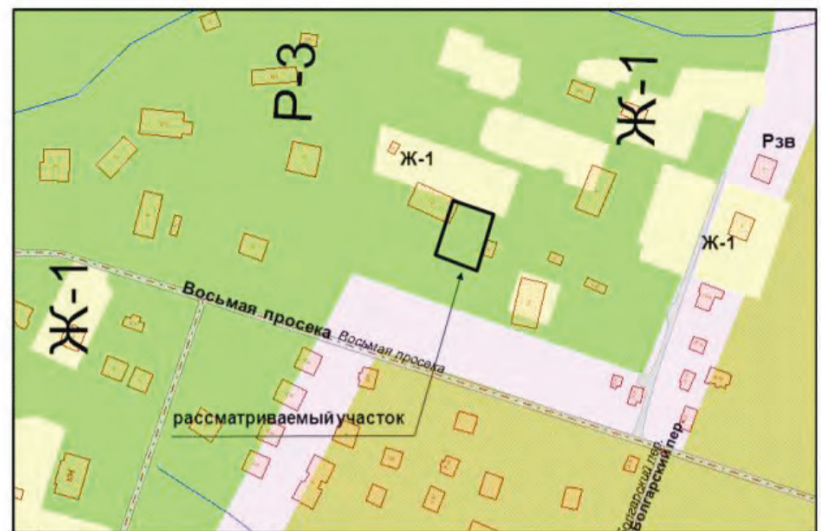 Р-3
Ж-1
Рзв
Ж-1
Ж-1
Ж-1
Восьмая просека
Восьмая просека
рассматриваемый участок
Болгарский пер.